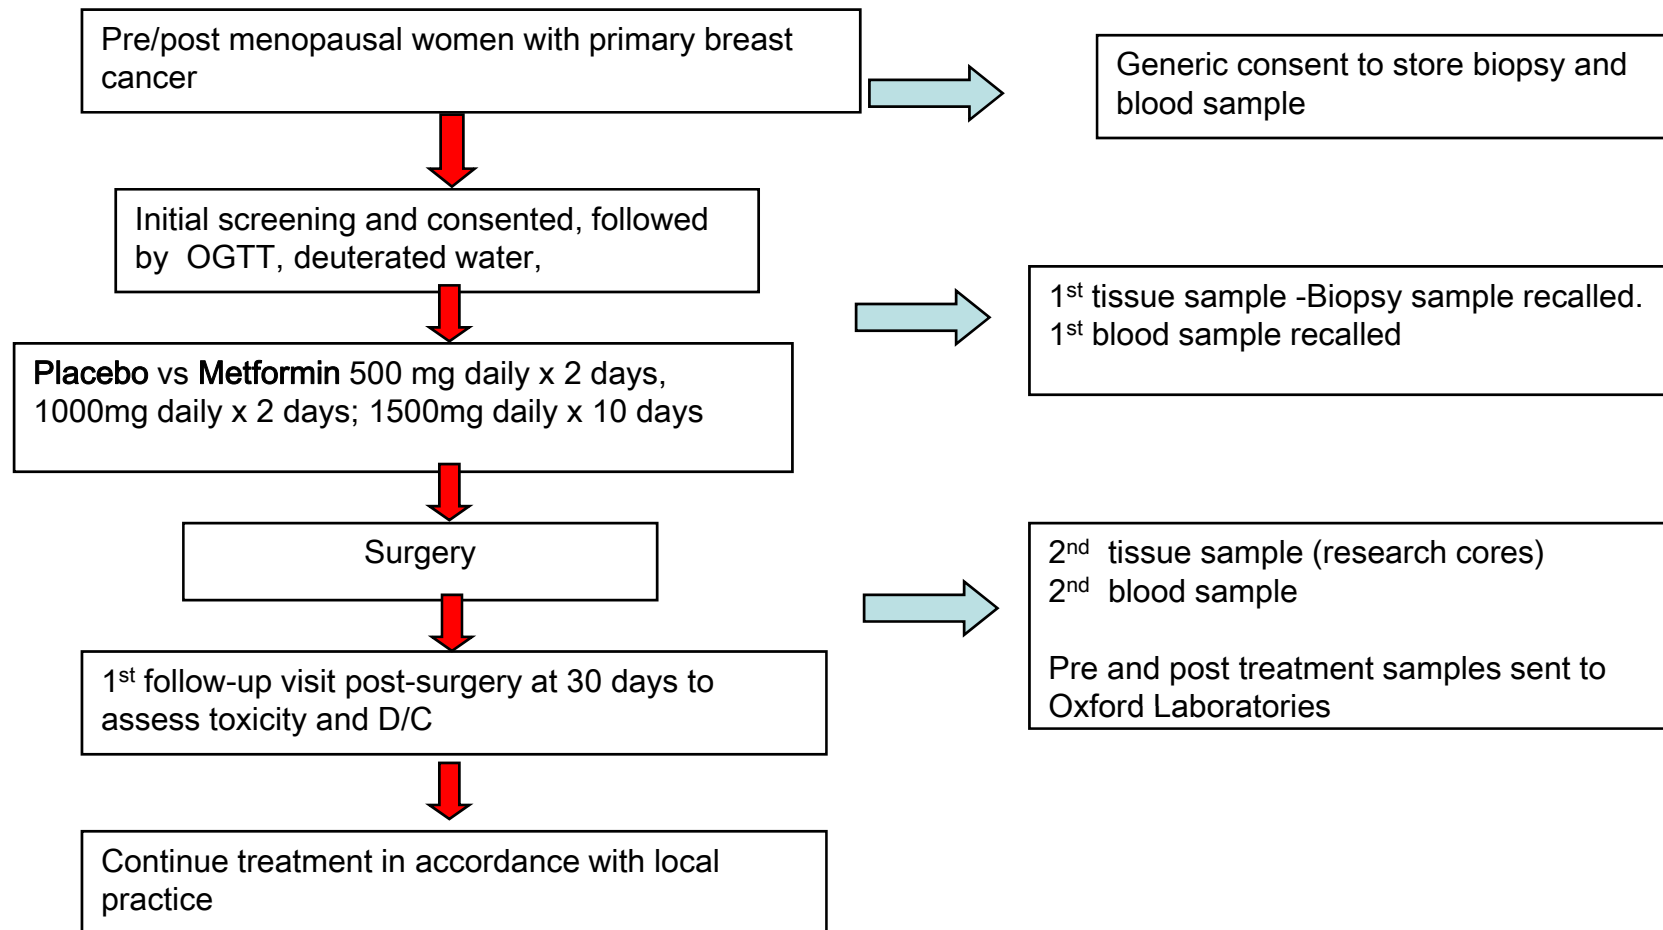 Pre/post menopausal women with primary breast
cancer
Generic consent to store biopsy and
blood sample
Initial screening and consented, followed
by OGTT, deuterated water,
1st tissue sample -Biopsy sample recalled.
1st blood sample recalled
Placebo vs Metformin 500 mg daily x 2 days,
1000mg daily x 2 days; 1500mg daily x 10 days
Surgery
2nd tissue sample (research cores)
2nd blood sample
Pre and post treatment samples sent to
Oxford Laboratories
1st follow-up visit post-surgery at 30 days to
assess toxicity and D/C
Continue treatment in accordance with local
practice